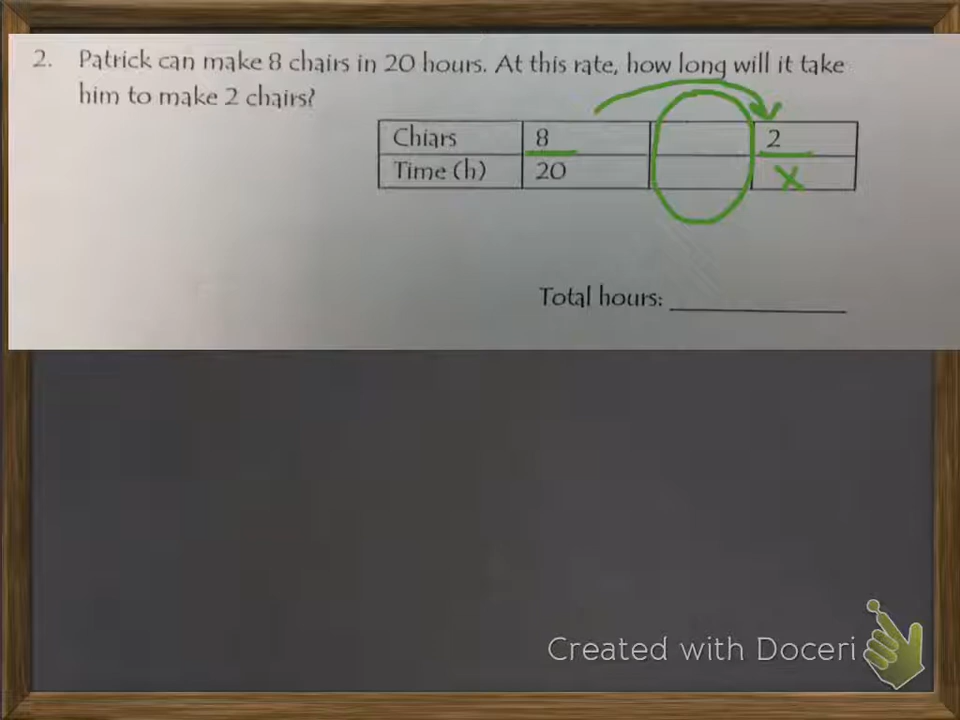 2. Patrick can make 8 chairs in 20 hours. At this rate, how long will it take
him to make 2 chairs?
Chiars 8 2
Time (h) 20 X
Total hours: ____________
Created with Doceri